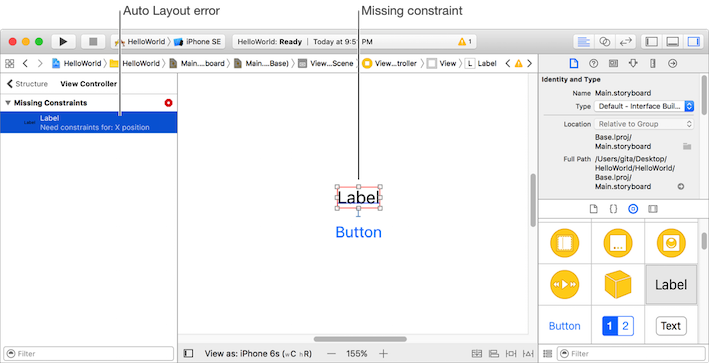 Auto Layout error
Missing constraint
HelloWorld
iPhone SE
HelloWorld: Ready
Today at 9:5
PM
1
HelloWorld
HelloWorld
Main....board
Main....Base)
View...Scene
View...troller
View
L
Label
Structure
View Controller
Missing Constraints
Label
Label
Need constraints for: X position
Label
Button
Identity and Type
Name
Main.storyboard
Type
Default - Interface Buil...
Location
Relative to Group
Base.lproj/
Main.storyboard
Full Path
/Users/gita/Desktop/
HelloWorld/HelloWorld/
Base.lproj/
Main.storyboard
{}
Label
Button
1
2
Text
Filter
View as: iPhone 6s (wC hR)
155%
Filter